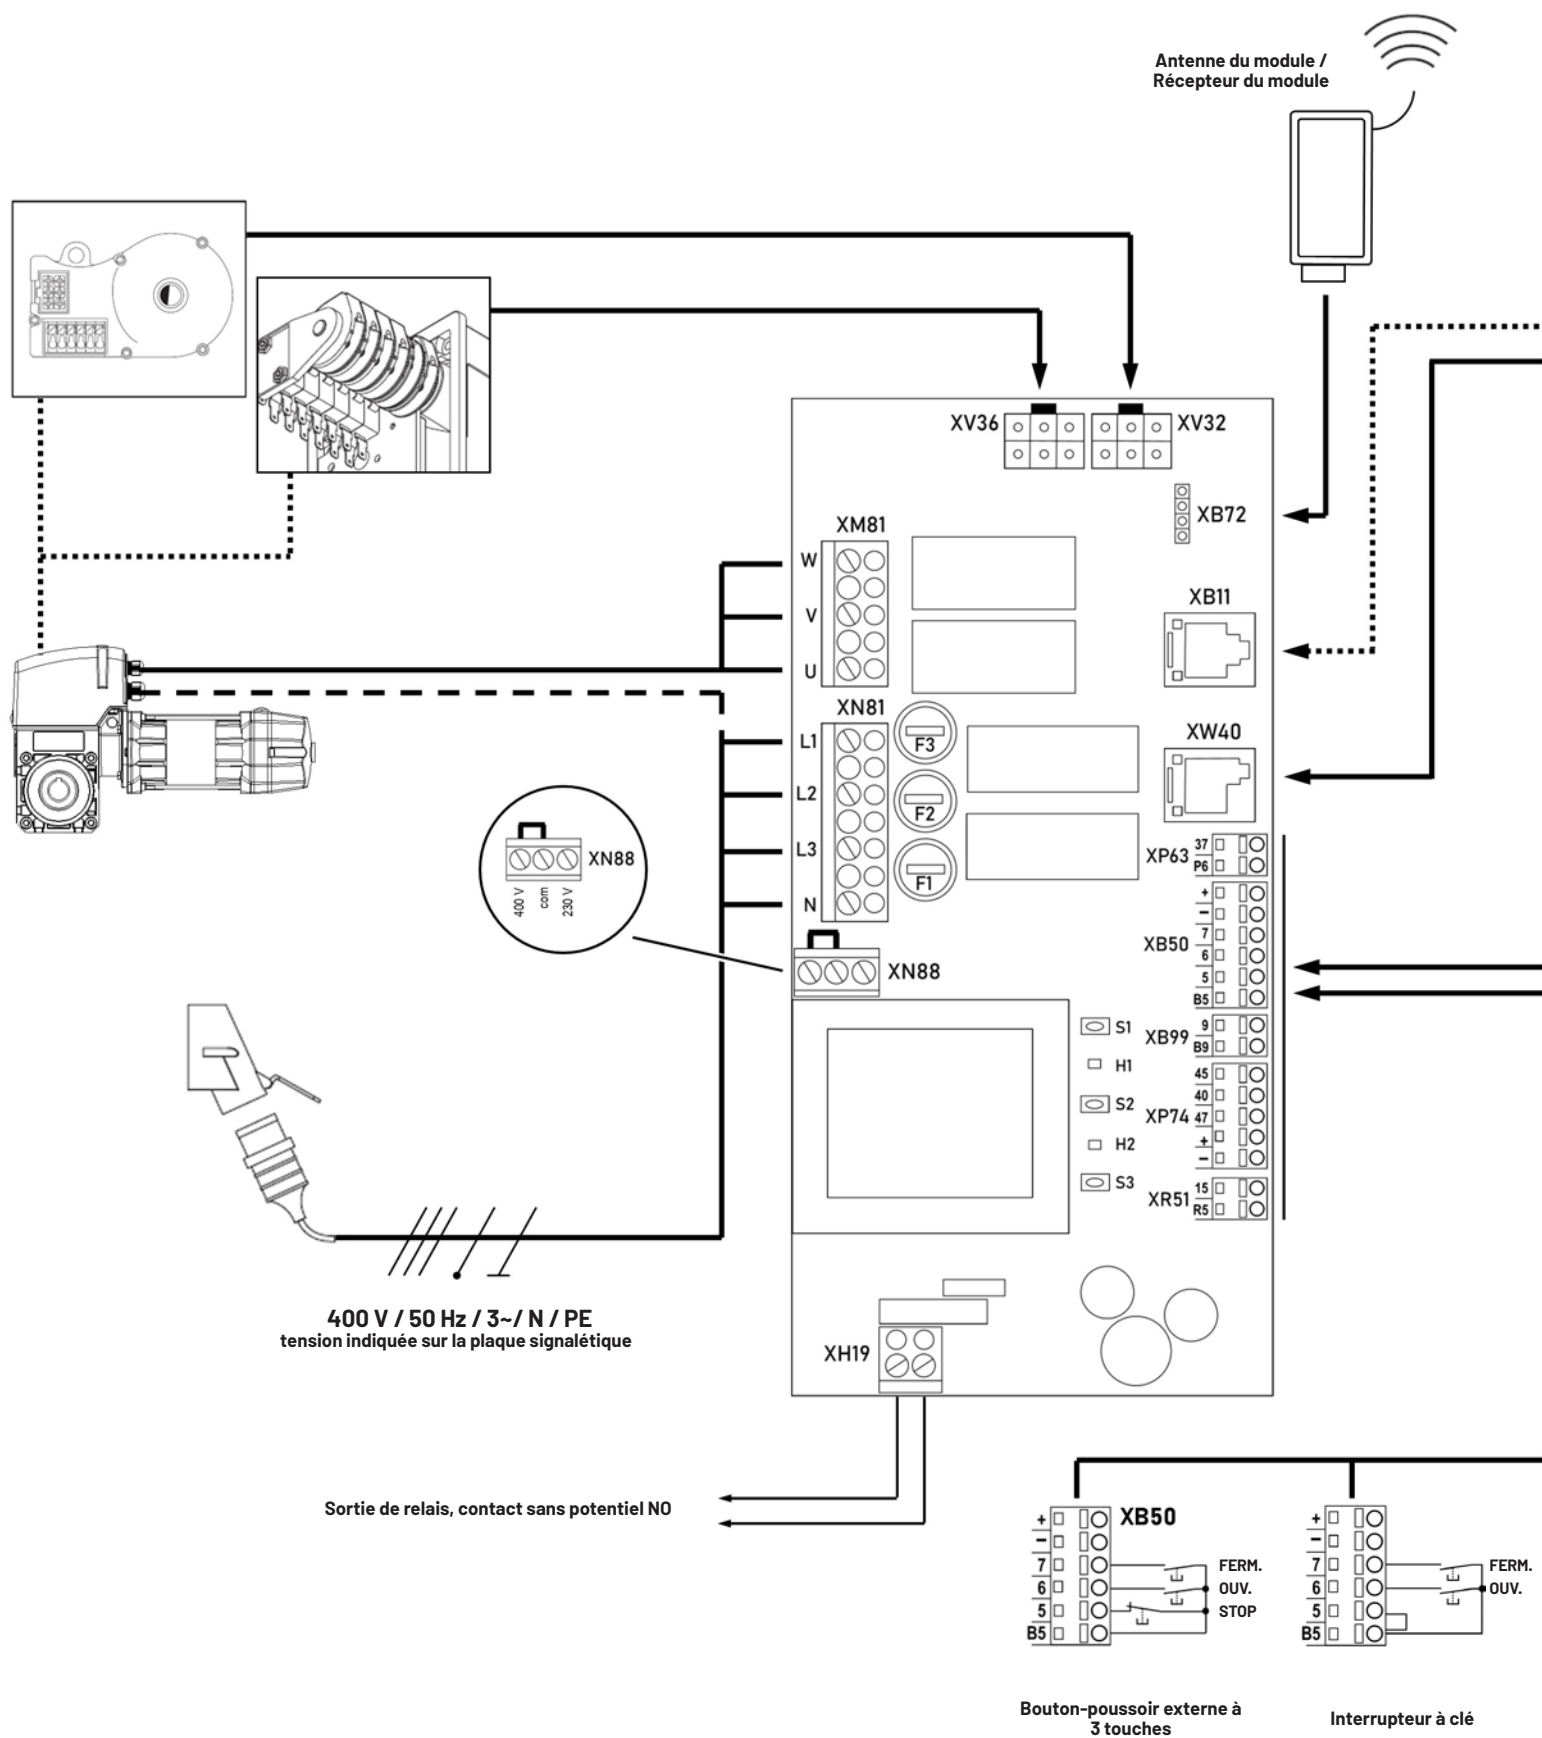 Antenne du module /
Récepteur du module
XV36
XV32
XB72
XM81
W
V
U
XB11
XN81
L1
L2
L3
N
F3
F2
F1
XW40
XN88
400 V
com
230 V
XN88
XP63
37
P6
XB50
+
–
7
6
5
B5
XB99
9
B9
XP74
45
40
47
+
–
XR51
15
R5
S1
H1
S2
H2
S3
400 V / 50 Hz / 3~/ N / PE
tension indiquée sur la plaque signalétique
XH19
Sortie de relais, contact sans potentiel NO
XB50
+
–
7
6
5
B5
FERM.
OUV.
STOP
+
–
7
6
5
B5
FERM.
OUV.
Bouton-poussoir externe à
3 touches
Interrupteur à clé